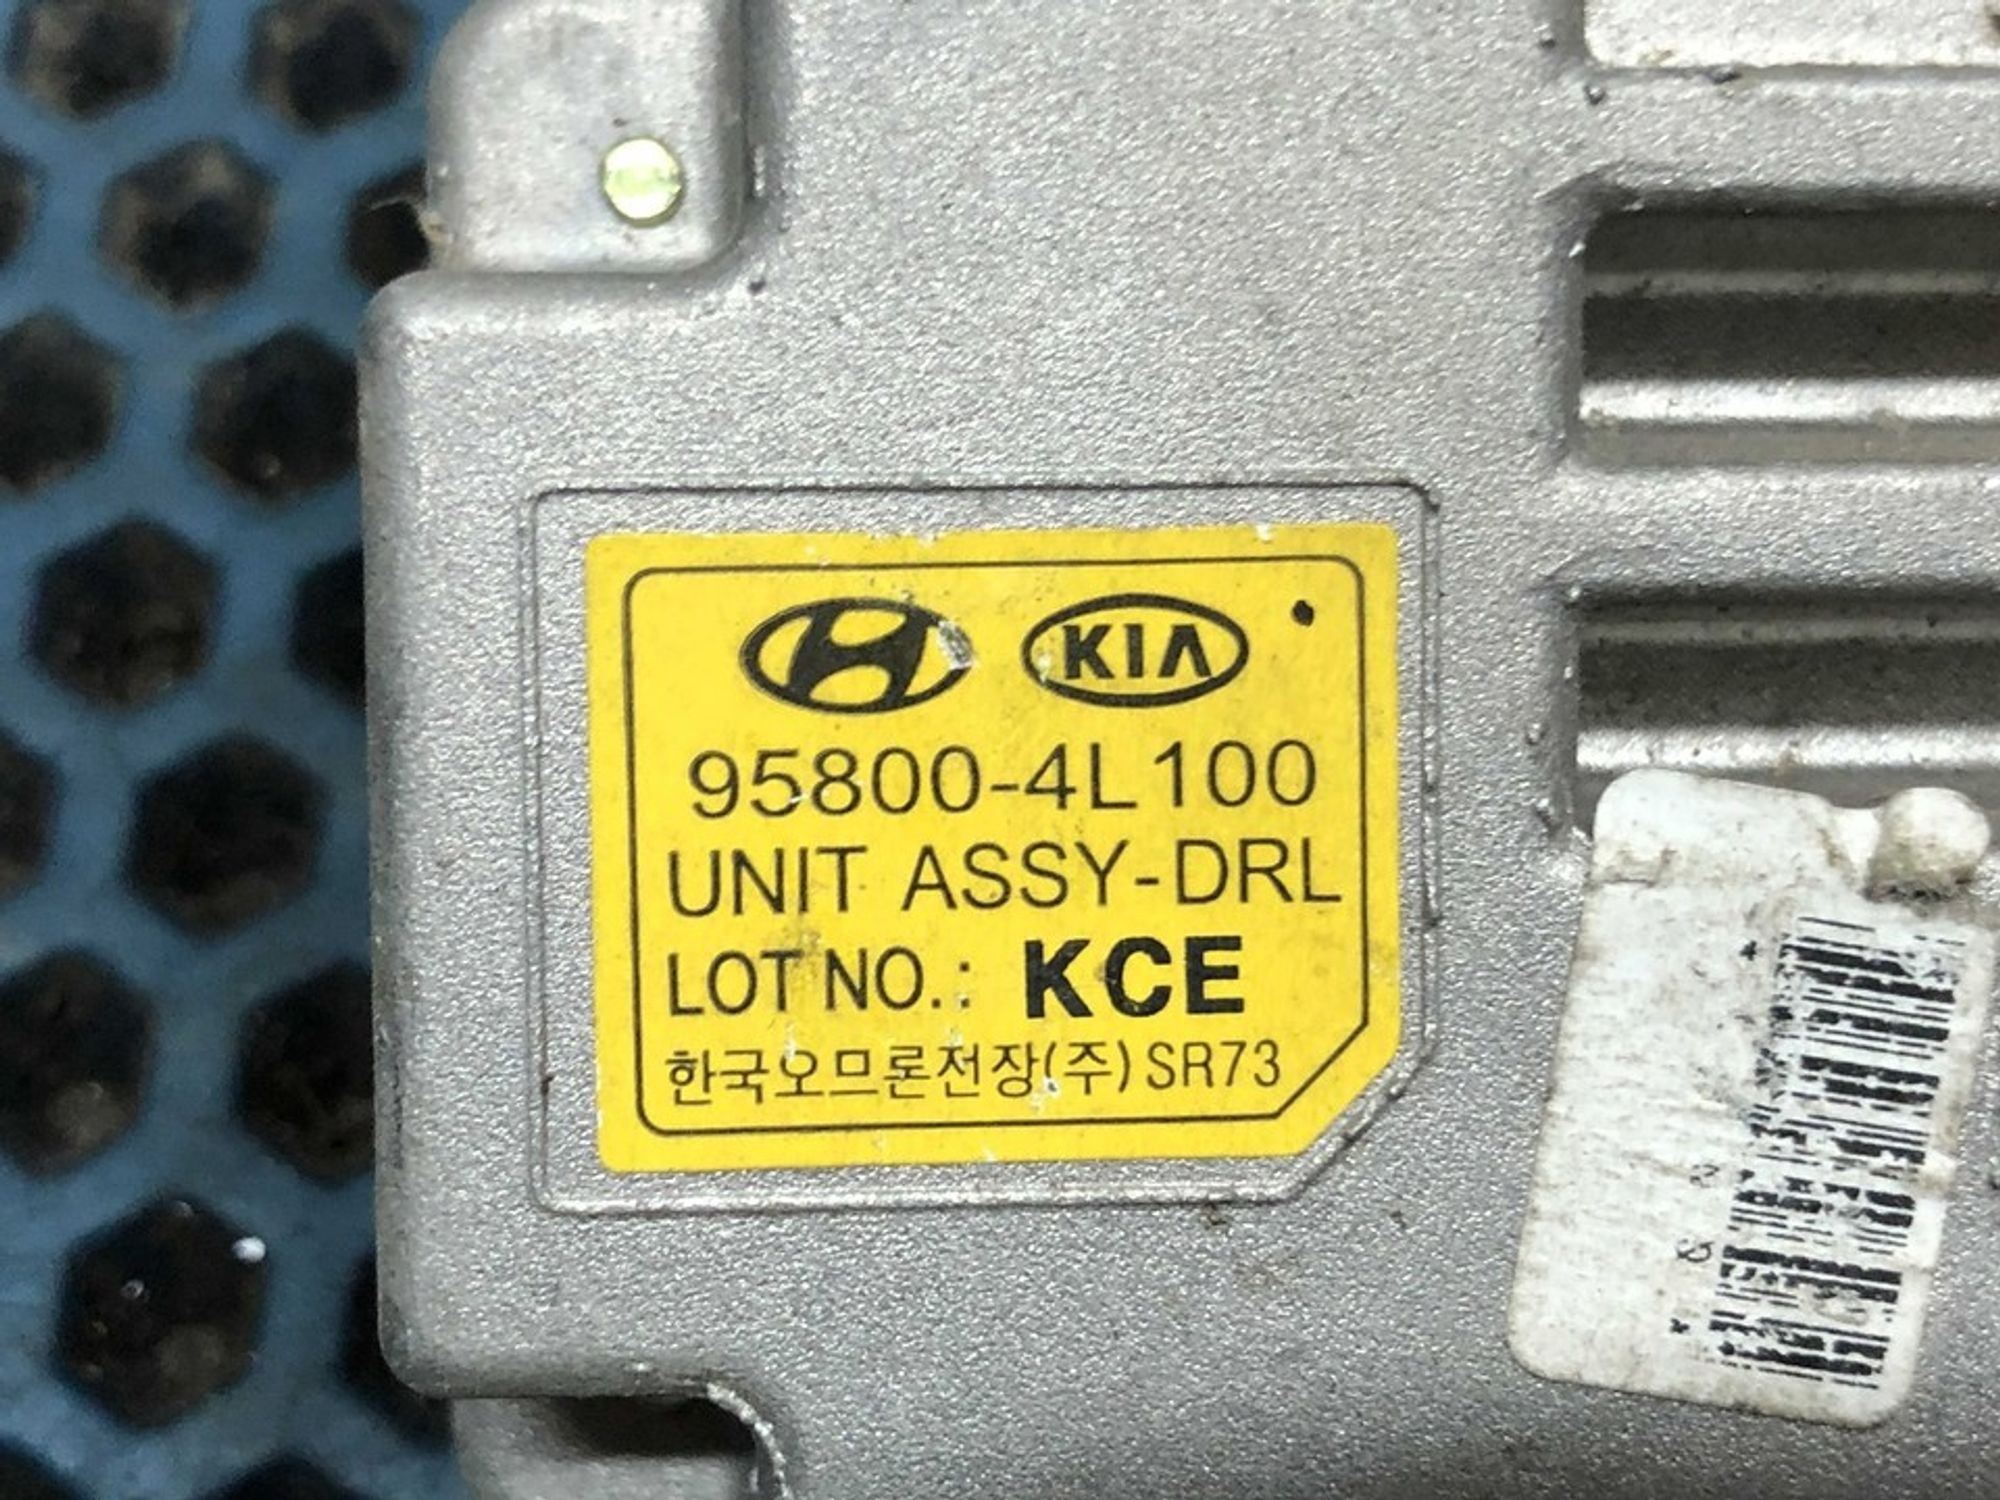 KIA
95800-4L100
UNIT ASSY-DRL
LOT NO.: KCE
한국오므론전장(주) SR73